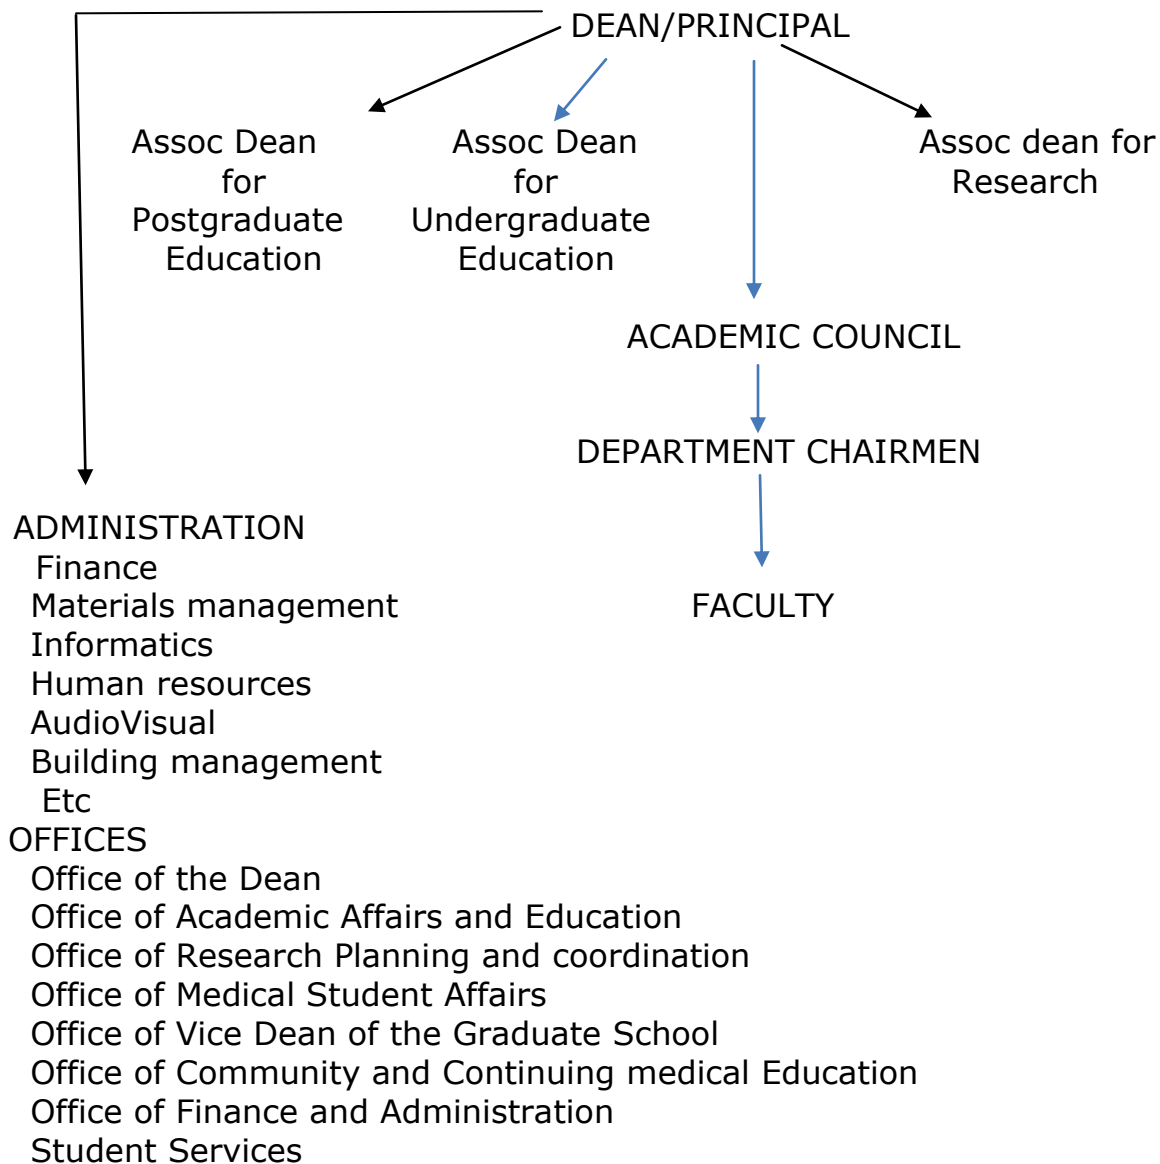 DEAN/PRINCIPAL
Assoc Dean
for
Postgraduate
Education
Assoc Dean
for
Undergraduate
Education
Assoc dean for
Research
ACADEMIC COUNCIL
DEPARTMENT CHAIRMEN
FACULTY
ADMINISTRATION
Finance
Materials management
Informatics
Human resources
AudioVisual
Building management
Etc
OFFICES
Office of the Dean
Office of Academic Affairs and Education
Office of Research Planning and coordination
Office of Medical Student Affairs
Office of Vice Dean of the Graduate School
Office of Community and Continuing medical Education
Office of Finance and Administration
Student Services